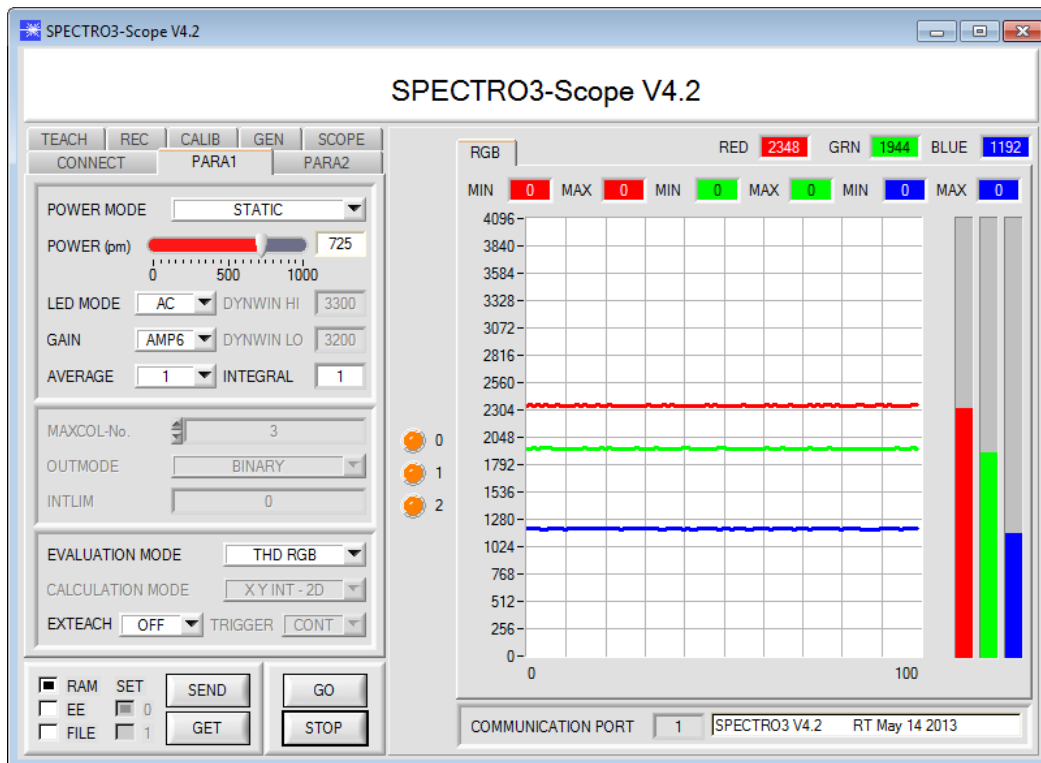 SPECTRO3-Scope V4.2
SPECTRO3-Scope V4.2
TEACH REC CALIB GEN SCOPE
CONNECT PARA1 PARA2
POWER MODE STATIC
POWER (pm) 725
0 500 1000
LED MODE AC DYNWIN HI 3300
GAIN AMP6 DYNWIN LO 3200
AVERAGE 1 INTEGRAL 1
MAXCOL-No. 3
OUTMODE BINARY
INTLIM 0
EVALUATION MODE THD RGB
CALCULATION MODE X Y INT - 2D
EXTEACH OFF TRIGGER CONT
RAM SET SEND GO
EE 0
FILE 1 GET STOP
0
1
2
RGB RED 2348 GRN 1944 BLUE 1192
MIN 0 MAX 0 MIN 0 MAX 0 MIN 0 MAX 0
4096
3840
3584
3328
3072
2816
2560
2304
2048
1792
1536
1280
1024
768
512
256
0
0 100
COMMUNICATION PORT 1 SPECTRO3 V4.2 RT May 14 2013